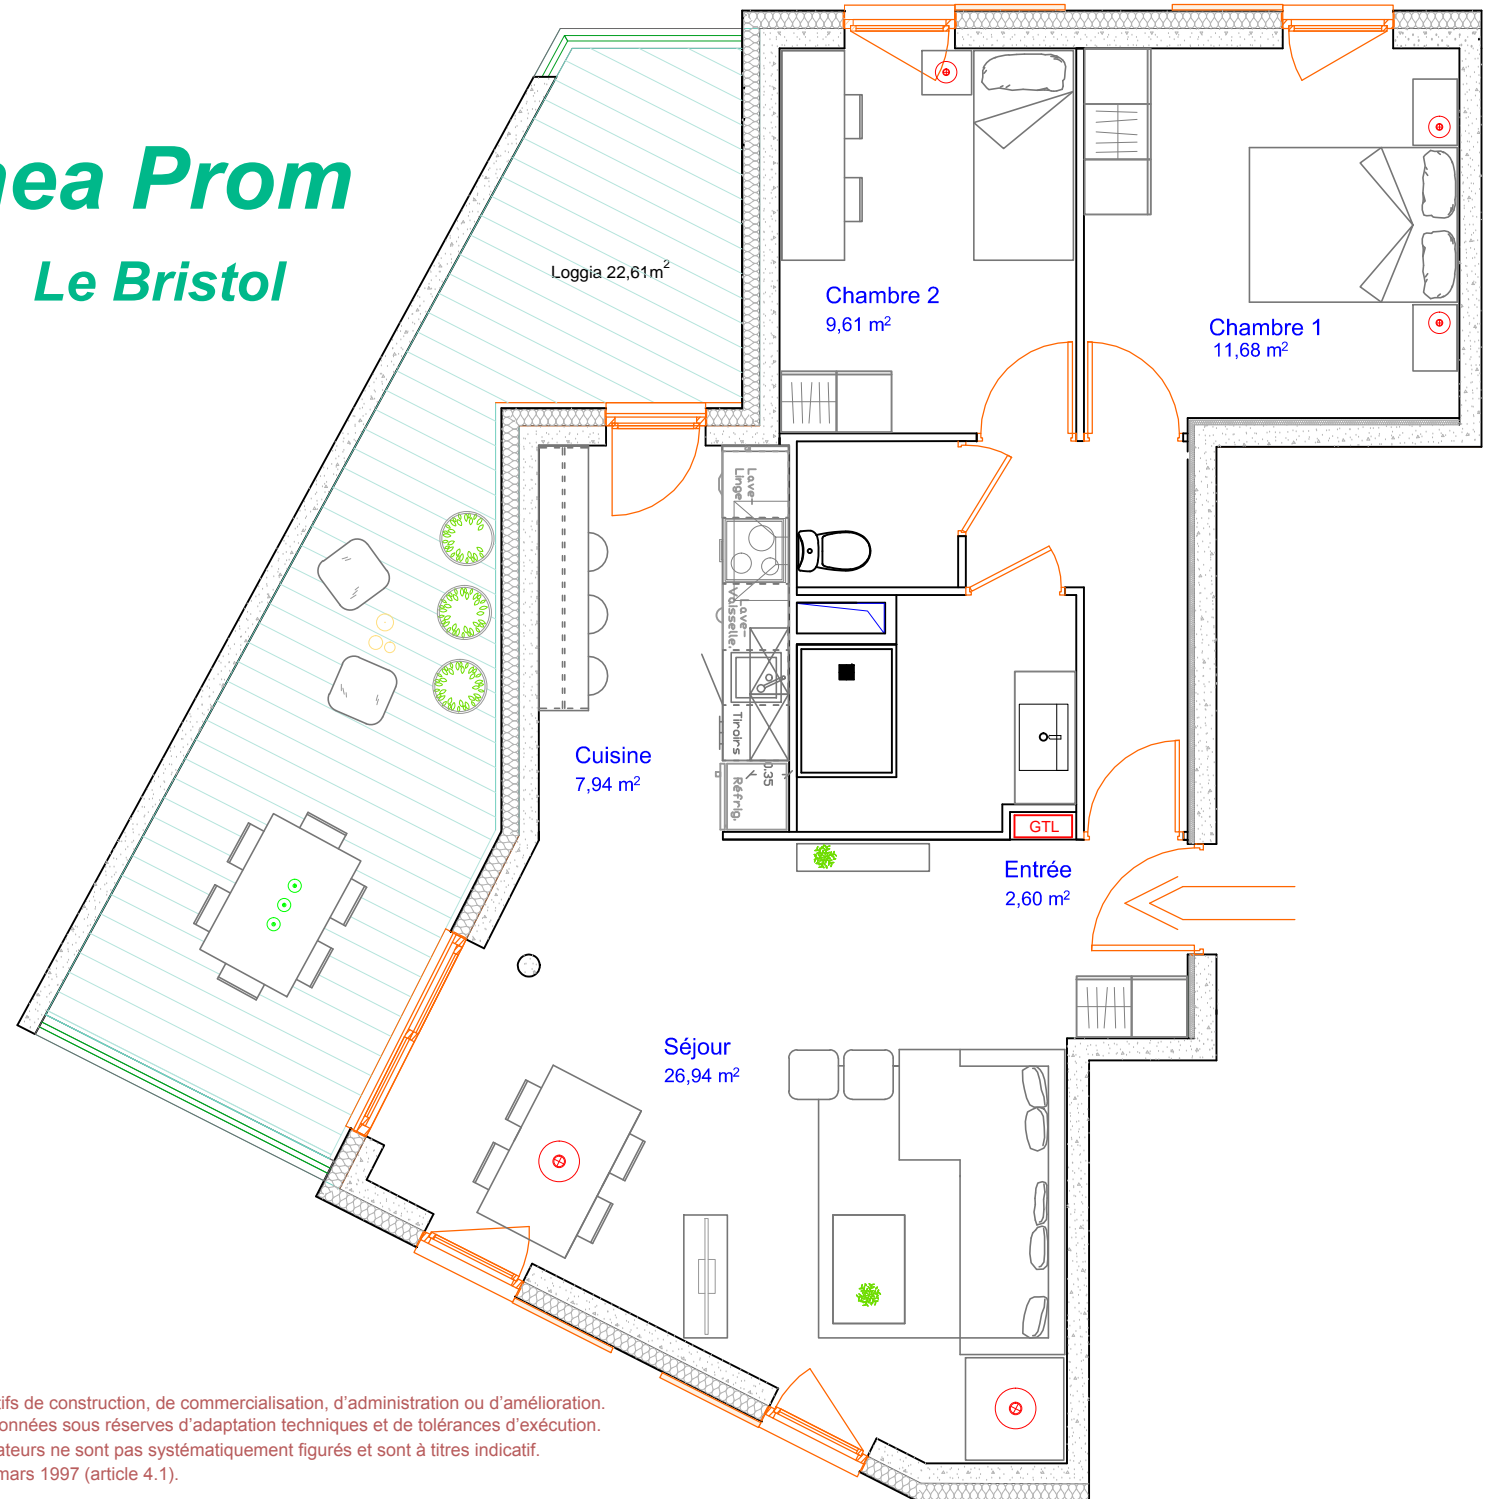 nea Prom
Le Bristol
Loggia 22,61m²
Chambre 2
9,61 m²
Chambre 1
11,68 m²
Lave-
Linge
Lave-
Vaisselle.
Tiroirs
0.35
Réfrig.
Cuisine
7,94 m²
GTL
Entrée
2,60 m²
Séjour
26,94 m²
tifs de construction, de commercialisation, d'administration ou d'amélioration.
onnées sous réserves d'adaptation techniques et de tolérances d'exécution.
ateurs ne sont pas systématiquement figurés et sont à titres indicatif.
mars 1997 (article 4.1).